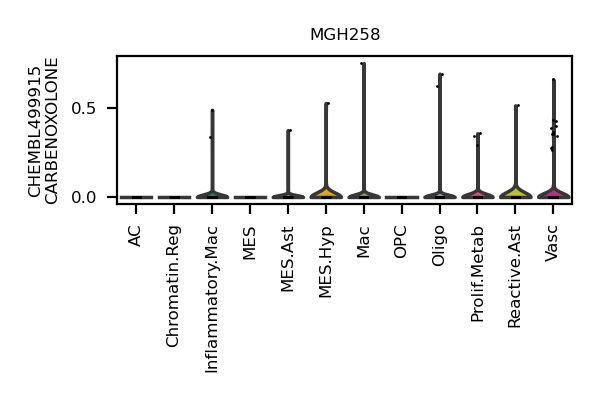 MGH258
CHEMBL499915
CARBENOXOLONE
0.5
0.0
AC
Chromatin.Reg
Inflammatory.Mac
MES
MES.Ast
MES.Hyp
Mac
OPC
Oligo
Prolif.Metab
Reactive.Ast
Vasc